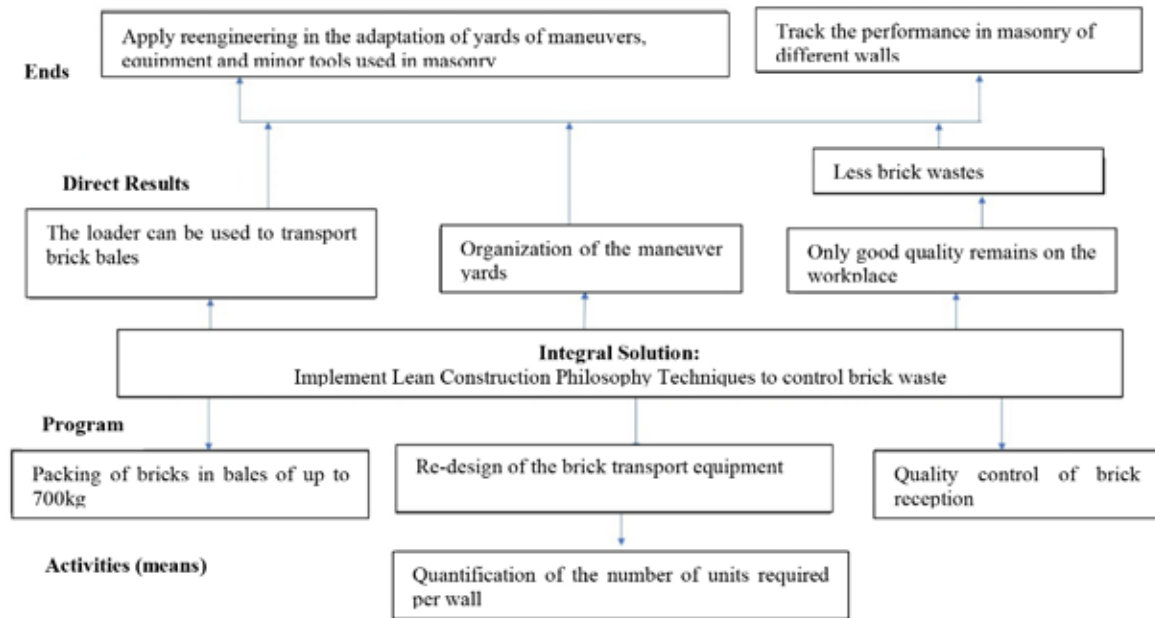 Apply reengineering in the adaptation of yards of maneuvers,
equipment and minor tools used in masonry
Track the performance in masonry of
different walls
Ends
Less brick wastes
Direct Results
The loader can be used to transport
brick bales
Organization of the maneuver
yards
Only good quality remains on the
workplace
Integral Solution:
Implement Lean Construction Philosophy Techniques to control brick waste
Program
Packing of bricks in bales of up to
700kg
Re-design of the brick transport equipment
Quality control of brick
reception
Activities (means)
Quantification of the number of units required
per wall